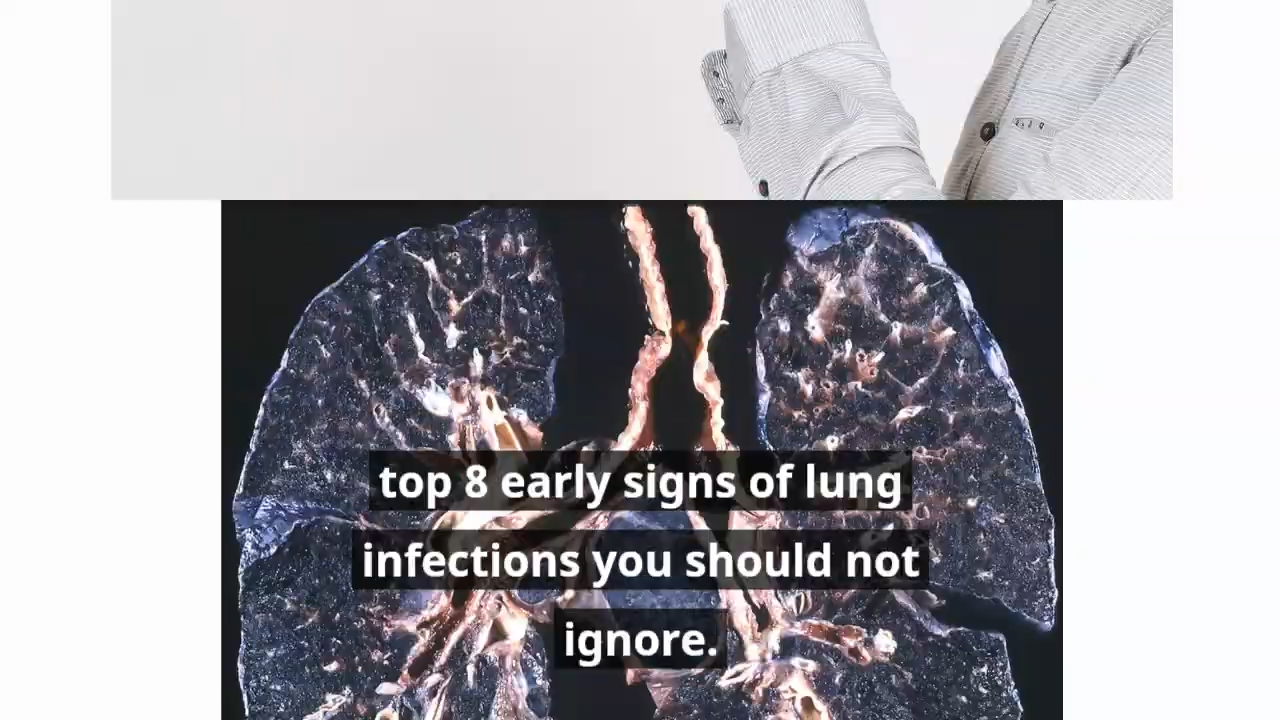 top 8 early signs of lung
infections you should not
ignore.